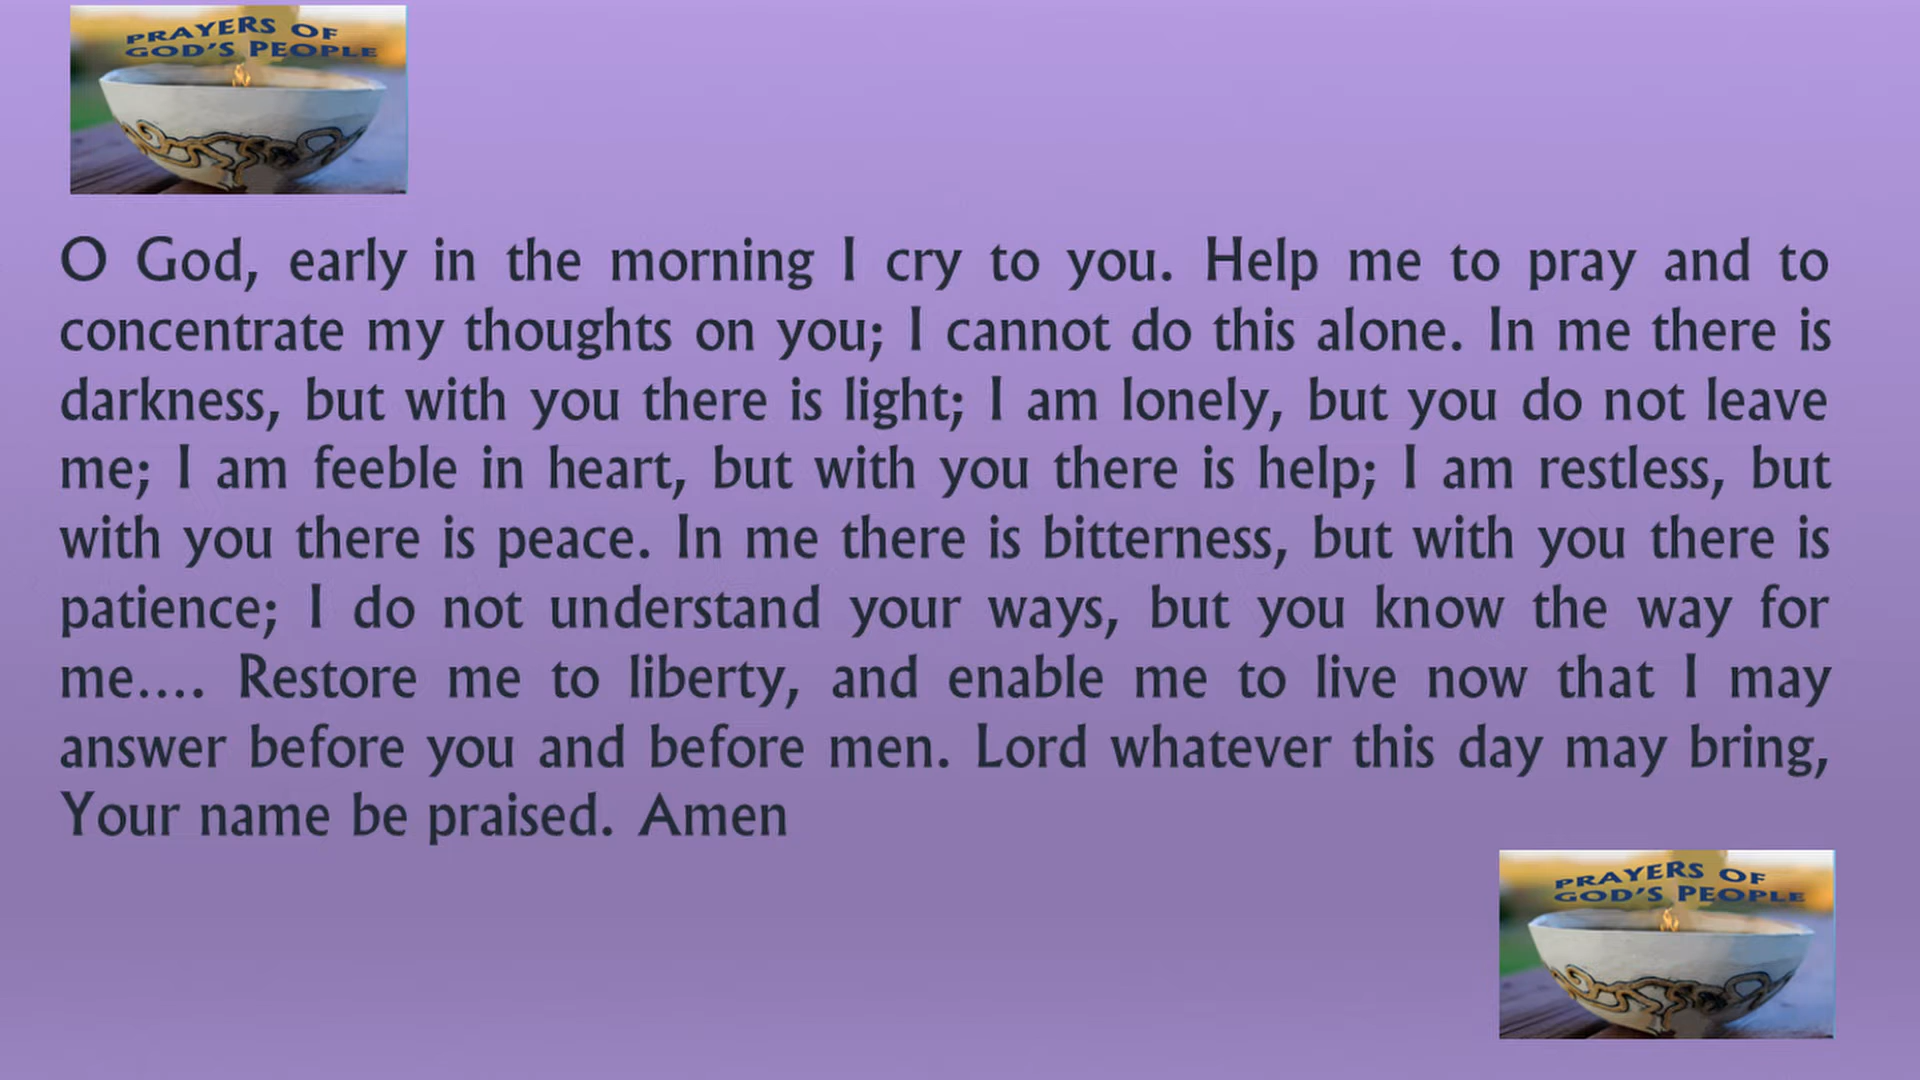 PRAYERS OF
GOD'S PEOPLE
O God, early in the morning I cry to you. Help me to pray and to
concentrate my thoughts on you; I cannot do this alone. In me there is
darkness, but with you there is light; I am lonely, but you do not leave
me; I am feeble in heart, but with you there is help; I am restless, but
with you there is peace. In me there is bitterness, but with you there is
patience; I do not understand your ways, but you know the way for
me.... Restore me to liberty, and enable me to live now that I may
answer before you and before men. Lord whatever this day may bring,
Your name be praised. Amen
PRAYERS OF
GOD'S PEOPLE